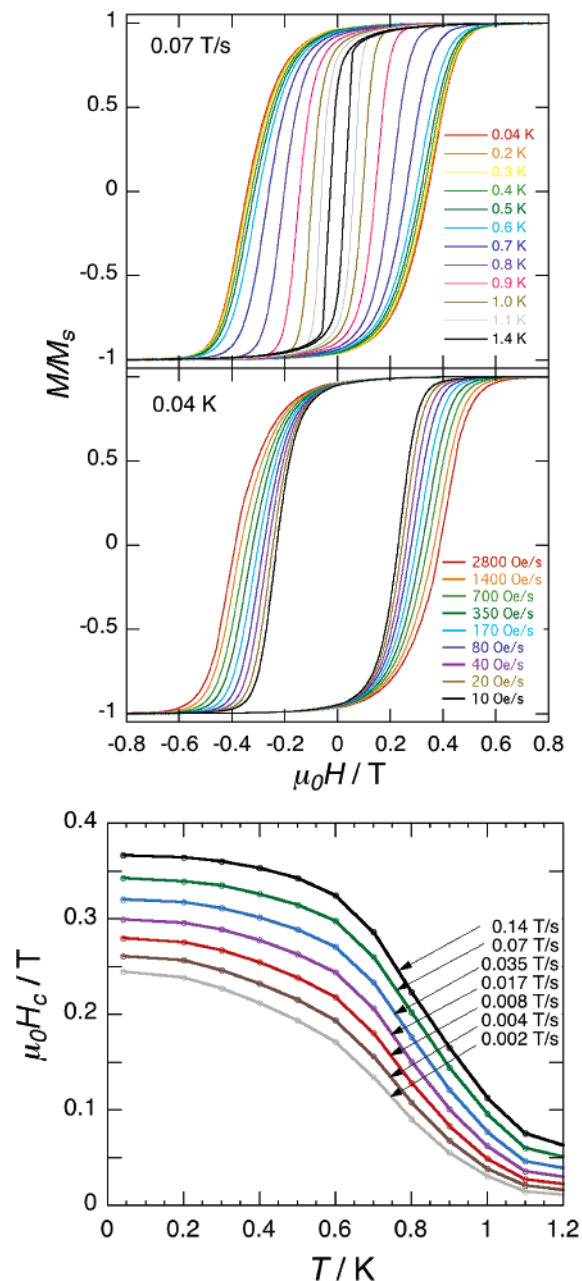 0.07 T/s
1
0.5
0
-0.5
-1
0.04 K
0.2 K
0.3 K
0.4 K
0.5 K
0.6 K
0.7 K
0.8 K
0.9 K
1.0 K
1.1 K
1.4 K
M/Ms
0.04 K
0.5
0
-0.5
-1
2800 Oe/s
1400 Oe/s
700 Oe/s
350 Oe/s
170 Oe/s
80 Oe/s
40 Oe/s
20 Oe/s
10 Oe/s
-0.8 -0.6 -0.4 -0.2 0 0.2 0.4 0.6 0.8
μ0H / T
0.4
0.3
0.2
0.1
0
μ0Hc / T
0.14 T/s
0.07 T/s
0.035 T/s
0.017 T/s
0.008 T/s
0.004 T/s
0.002 T/s
0 0.2 0.4 0.6 0.8 1 1.2
T / K